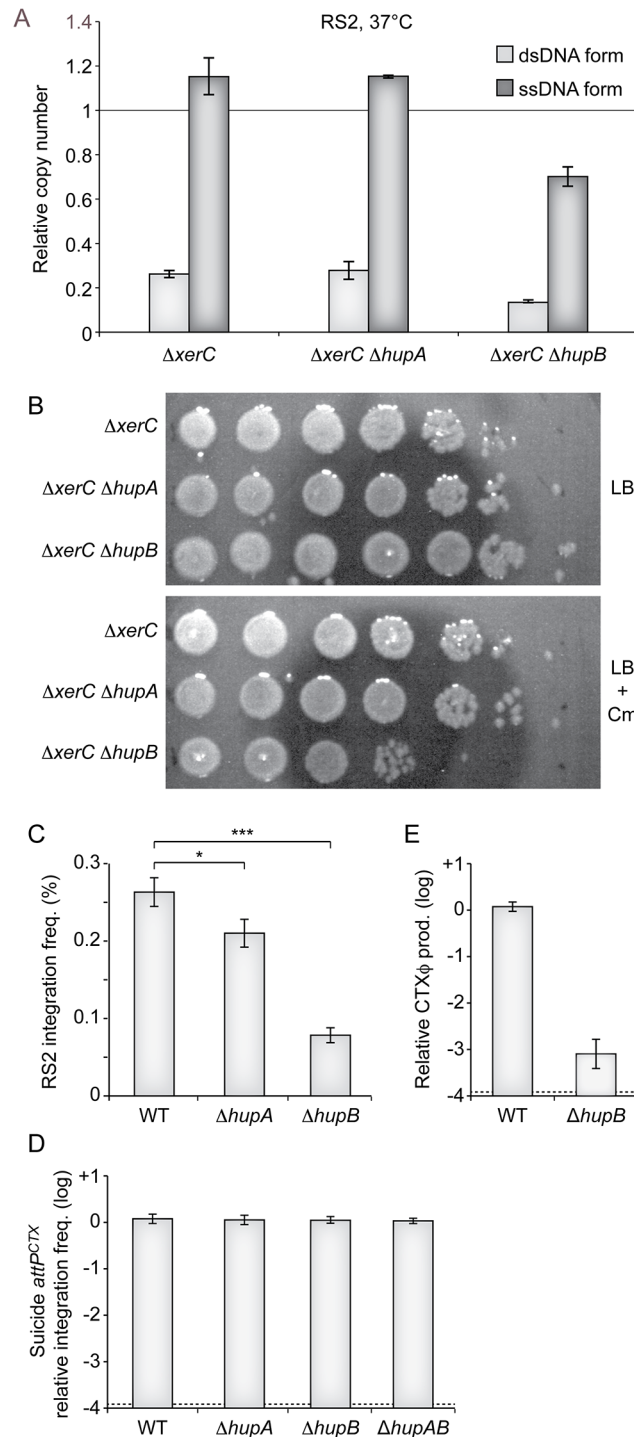 A
RS2, 37°C
1.4
1.2
1
0.8
0.6
0.4
0.2
0
Relative copy number
dsDNA form
ssDNA form
ΔxerC
ΔxerC ΔhupA
ΔxerC ΔhupB
B
ΔxerC
ΔxerC ΔhupA
ΔxerC ΔhupB
LB
ΔxerC
ΔxerC ΔhupA
ΔxerC ΔhupB
LB
+
Cm
C
***
*
0.3
0.2
0.1
0
RS2 integration freq. (%)
WT
ΔhupA
ΔhupB
E
+1
0
-1
-2
-3
-4
Relative CTXϕ prod. (log)
WT
ΔhupB
D
+1
0
-1
-2
-3
-4
Suicide attP^CTX
relative integration freq. (log)
WT
ΔhupA
ΔhupB
ΔhupAB